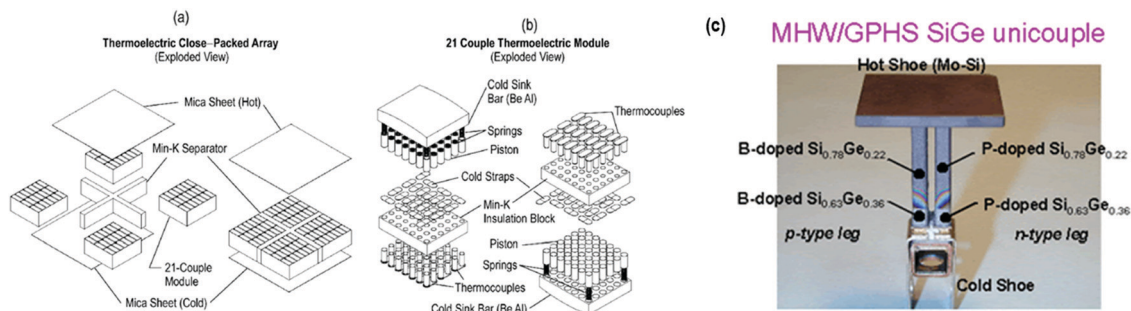 (a)
Thermoelectric Close–Packed Array
(Exploded View)
Mica Sheet (Hot)
Min-K Separator
21-Couple
Module
Mica Sheet (Cold)
(b)
21 Couple Thermoelectric Module
(Exploded View)
Cold Sink
Bar (Be Al)
Thermocouples
Springs
Piston
Cold Straps
Min-K
Insulation Block
Piston
Springs
Thermocouples
Cold Sink Bar (Be Al)
(c)
MHW/GPHS SiGe unicouple
Hot Shoe (Mo-Si)
B-doped Si0.78Ge0.22
P-doped Si0.78Ge0.22
B-doped Si0.63Ge0.36
P-doped Si0.63Ge0.36
p-type leg
n-type leg
Cold Shoe